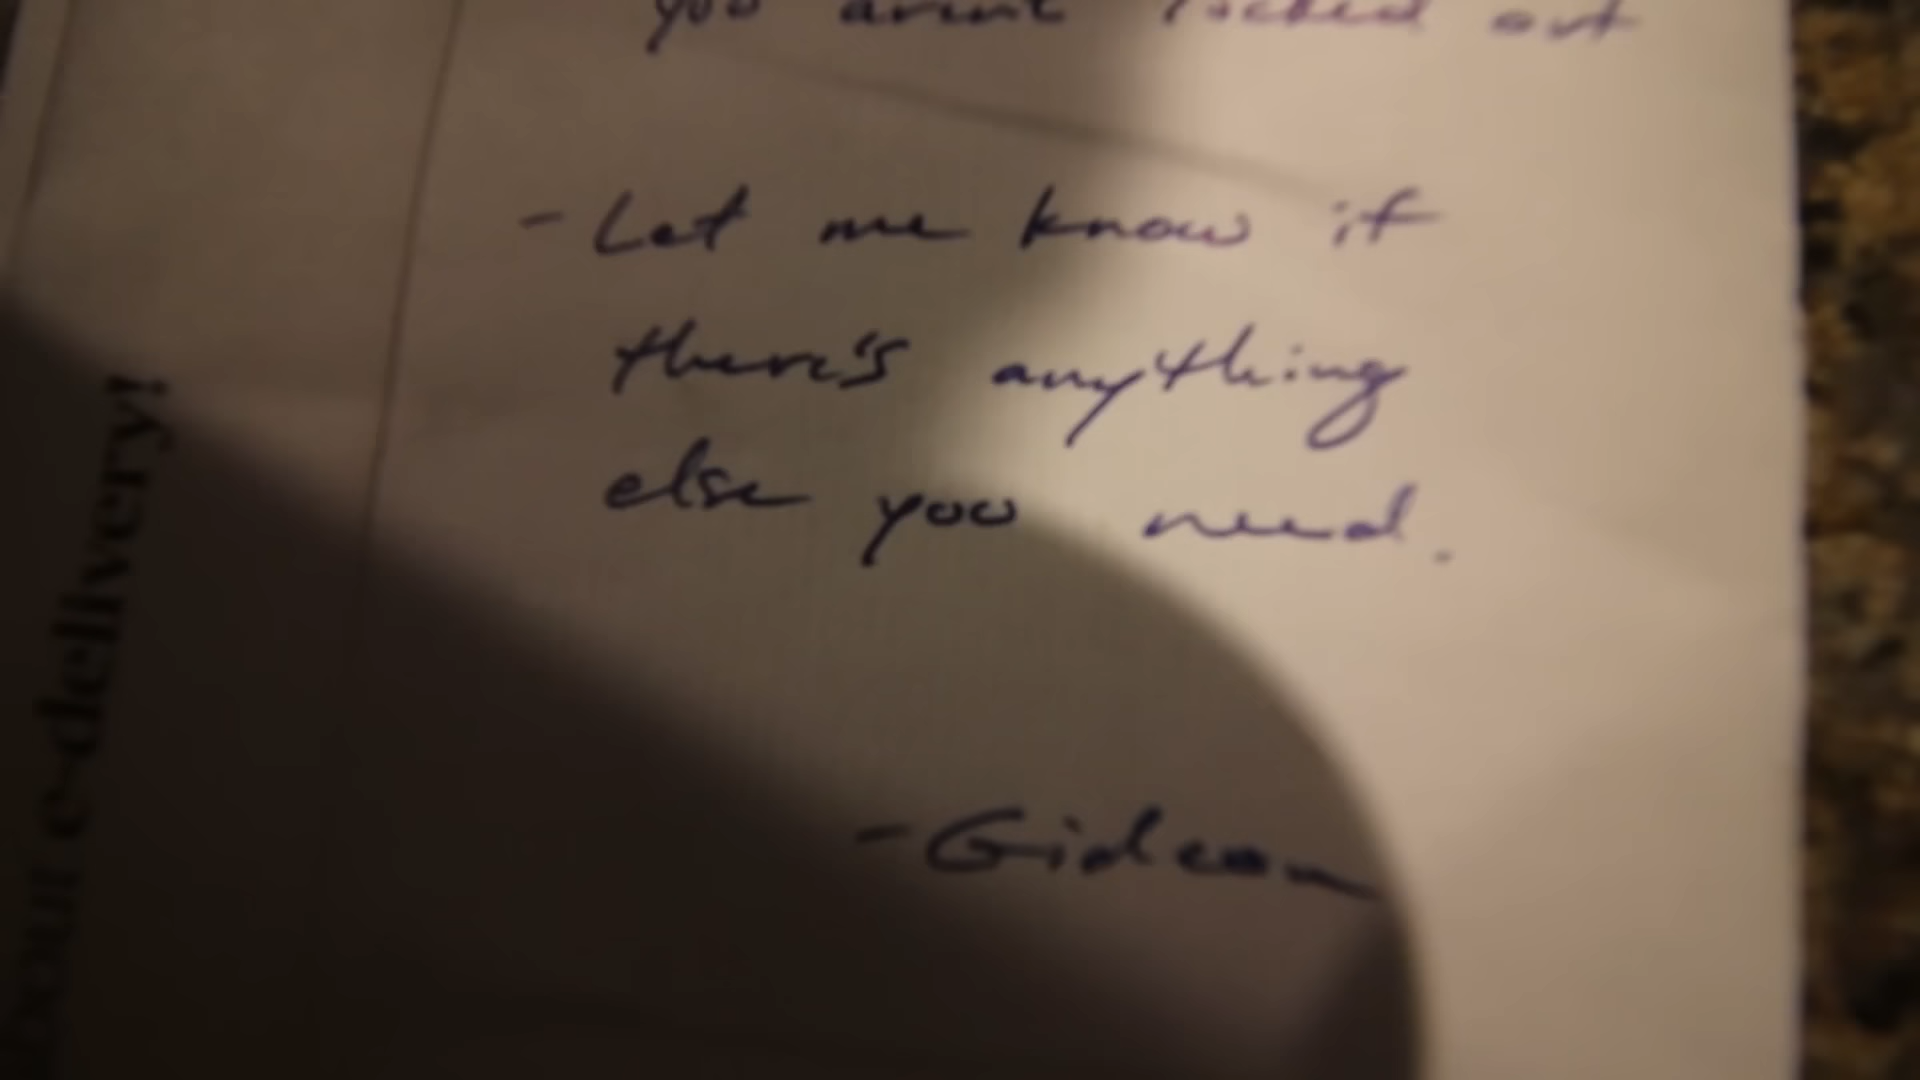 you aren't locked out
- Let me know if
there's anything
else you need.
- Gideon
e-delivery!